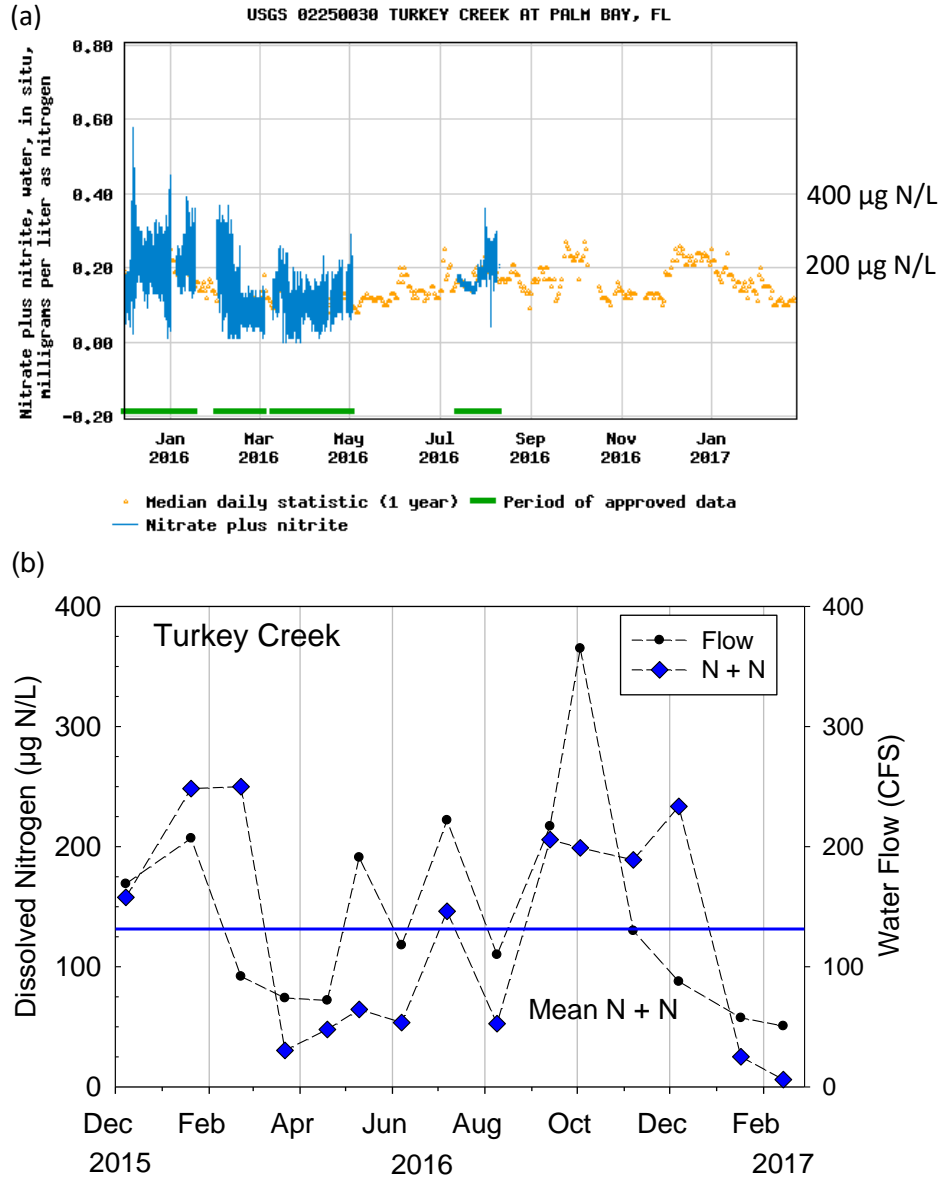 (a)
USGS 02250030 TURKEY CREEK AT PALM BAY, FL
Nitrate plus nitrite, water, in situ,
milligrams per liter as nitrogen
0.80
0.60
0.40
0.20
0.00
-0.20
400 µg N/L
200 µg N/L
Jan Mar May Jul Sep Nov Jan
2016 2016 2016 2016 2016 2016 2017
Median daily statistic (1 year) Period of approved data
Nitrate plus nitrite
(b)
Turkey Creek
Flow
N + N
Mean N + N
Dissolved Nitrogen (µg N/L)
400
300
200
100
0
Water Flow (CFS)
400
300
200
100
0
Dec Feb Apr Jun Aug Oct Dec Feb
2015 2016 2017